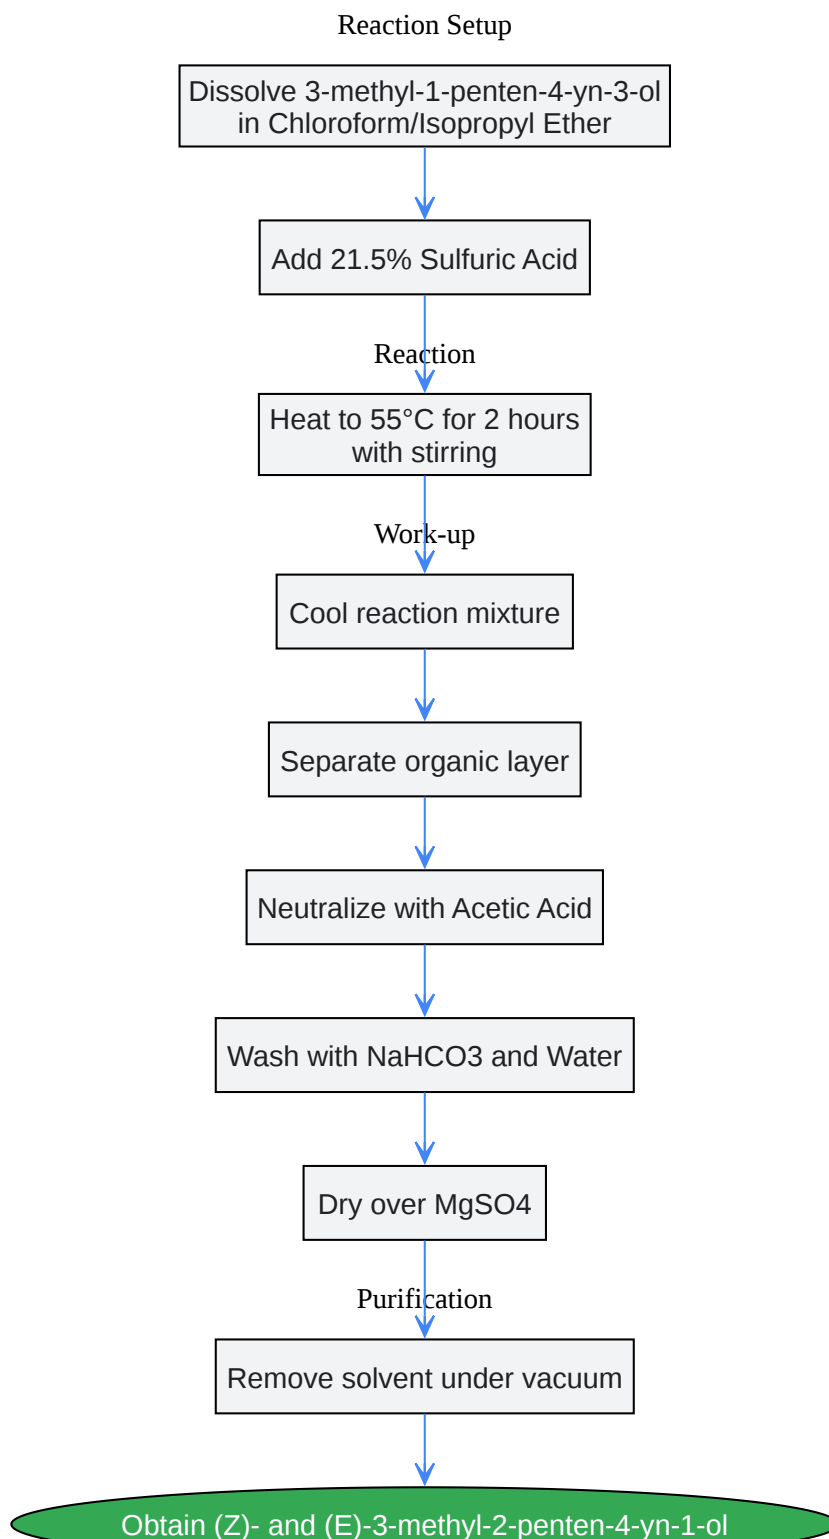 Reaction Setup
Dissolve 3-methyl-1-penten-4-yn-3-ol
in Chloroform/Isopropyl Ether
Add 21.5% Sulfuric Acid
Reaction
Heat to 55°C for 2 hours
with stirring
Work-up
Cool reaction mixture
Separate organic layer
Neutralize with Acetic Acid
Wash with NaHCO3 and Water
Dry over MgSO4
Purification
Remove solvent under vacuum
Obtain (Z)- and (E)-3-methyl-2-penten-4-yn-1-ol